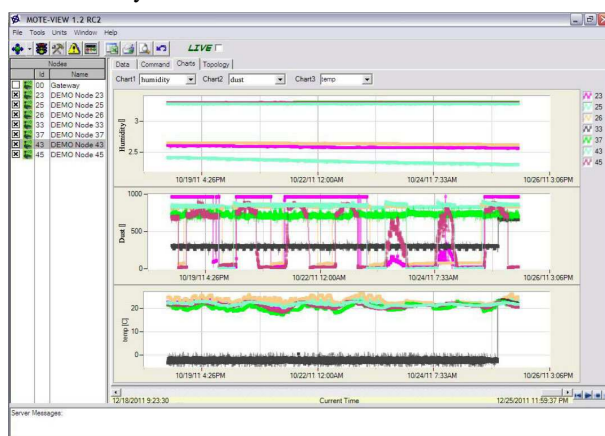 MOTE-VIEW 1.2 RC2
File Tools Units Window Help
LIVE
Nodes
Id Name
00 Gateway
23 DEMO Node 23
25 DEMO Node 25
26 DEMO Node 26
33 DEMO Node 33
37 DEMO Node 37
43 DEMO Node 43
45 DEMO Node 45
Data Command Charts Topology
Chart1 humidity Chart2 dust Chart3 temp
Humidity[]
3
2.5
10/19/11 4:26PM 10/22/11 12:00AM 10/24/11 7:33AM 10/26/11 3:06PM
Dust []
1000
500
0
10/19/11 4:26PM 10/22/11 12:00AM 10/24/11 7:33AM 10/26/11 3:06PM
temp [C]
20
10
0
10/19/11 4:26PM 10/22/11 12:00AM 10/24/11 7:33AM 10/26/11 3:06PM
23
25
26
33
37
43
45
12/18/2011 9:23:30 Current Time 12/25/2011 11:59:37 PM
Server Messages: